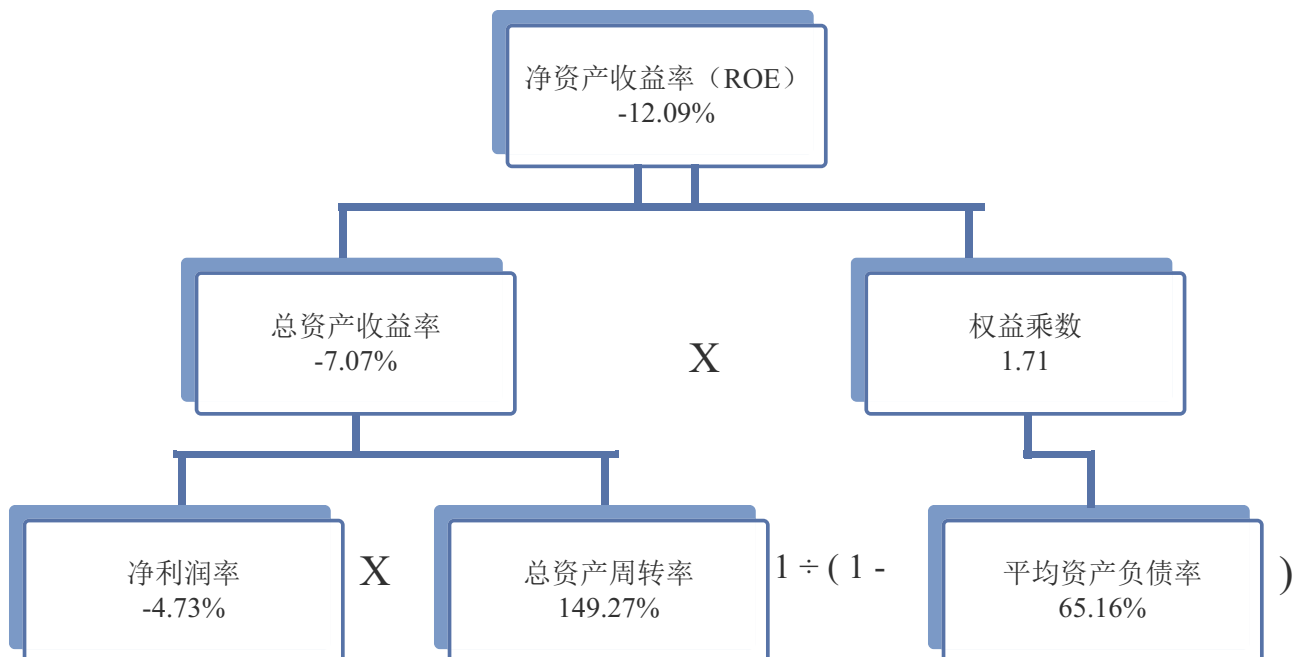 净资产收益率（ROE）
-12.09%
总资产收益率
-7.07%
X
权益乘数
1.71
净利润率
-4.73%
X
总资产周转率
149.27%
1 ÷ ( 1 -
平均资产负债率
65.16%
)